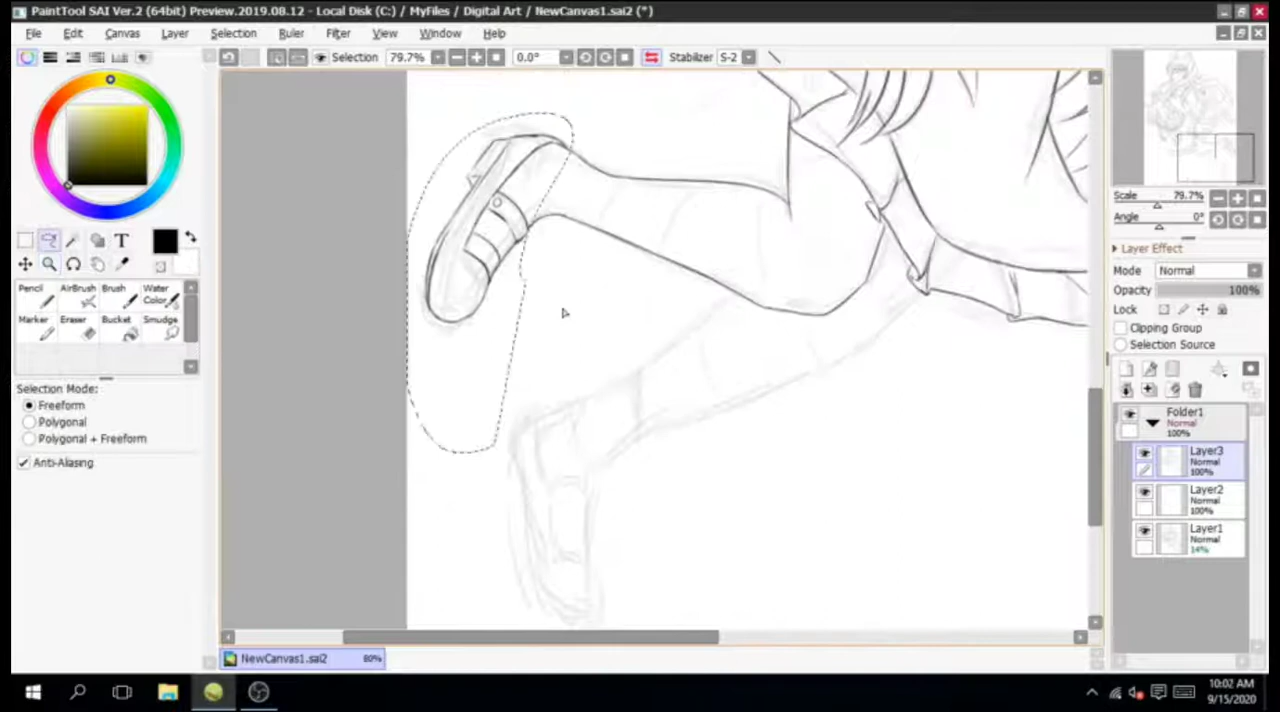 PaintTool SAI Ver.2 (64bit) Preview.2019.08.12 - Local Disk (C:) / MyFiles / Digital Art / NewCanvas1.sai2 (*)
File Edit Canvas Layer Selection Ruler Filter View Window Help
Selection 79.7% 0.0° Stabilizer S-2
T
Pencil AirBrush Brush Water Color
Marker Eraser Bucket Smudge
Selection Mode:
Freeform
Polygonal
Polygonal + Freeform
Anti-Aliasing
Scale 79.7%
Angle 0°
Layer Effect
Mode Normal
Opacity 100%
Lock
Clipping Group
Selection Source
Folder1
Normal
100%
Layer3
Normal
100%
Layer2
Normal
100%
Layer1
Normal
14%
NewCanvas1.sai2 80%
10:02 AM
9/15/2020